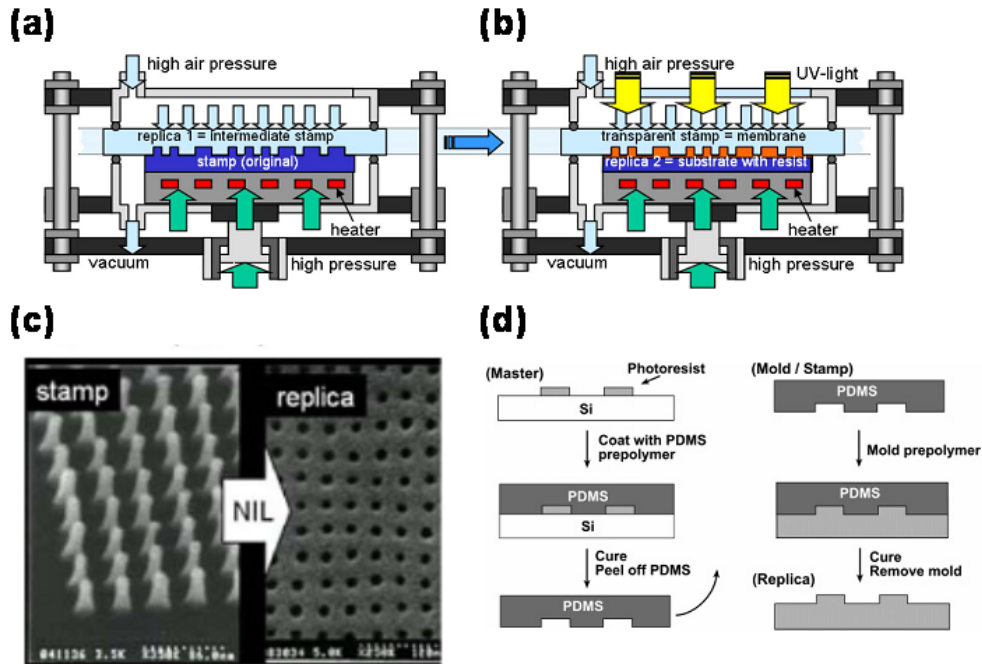 (a)
high air pressure
replica 1 = Intermediate stamp
stamp (original)
heater
vacuum
high pressure
(b)
high air pressure
UV-light
transparent stamp = membrane
replica 2 = substrate with resist
heater
vacuum
high pressure
(c)
stamp
replica
NIL
(d)
(Master)
Photoresist
Si
Coat with PDMS
prepolymer
PDMS
Si
Cure
Peel off PDMS
PDMS
(Mold / Stamp)
PDMS
Mold prepolymer
PDMS
Cure
Remove mold
(Replica)